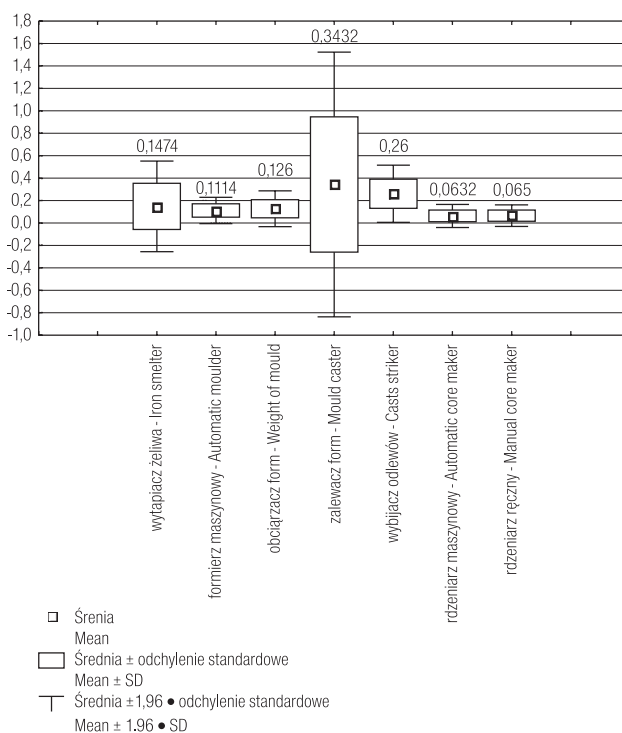 1,8
1,6
1,4
1,2
1,0
0,8
0,6
0,4
0,2
0,0
-0,2
-0,4
-0,6
-0,8
-1,0
0,1474
0,1114
0,126
0,3432
0,26
0,0632
0,065
wytapiacz żeliwa - Iron smelter
formierz maszynowy - Automatic moulder
obciąrzacz form - Weight of mould
zalewacz form - Mould caster
wybijacz odlewów - Casts striker
rdzeniarz maszynowy - Automatic core maker
rdzeniarz ręczny - Manual core maker
Śrenia
Mean
Średnia ± odchylenie standardowe
Mean ± SD
Średnia ±1,96 • odchylenie standardowe
Mean ± 1.96 • SD